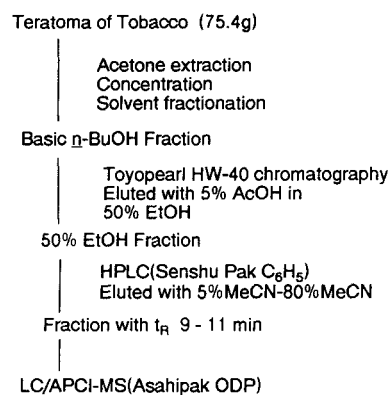 Teratoma of Tobacco (75.4g)
Acetone extraction
Concentration
Solvent fractionation
Basic n-BuOH Fraction
Toyopearl HW-40 chromatography
Eluted with 5% AcOH in
50% EtOH
50% EtOH Fraction
HPLC(Senshu Pak C₆H₅)
Eluted with 5%MeCN-80%MeCN
Fraction with tR 9 - 11 min
LC/APCI-MS(Asahipak ODP)